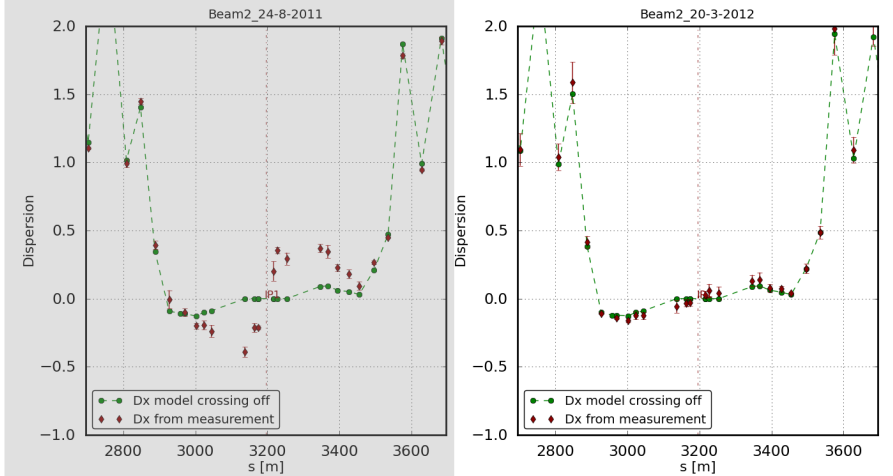 Beam2_24-8-2011
2.0
1.5
1.0
0.5
0.0
−0.5
−1.0
Dispersion
IP1
Dx model crossing off
Dx from measurement
2800 3000 3200 3400 3600
s [m]
Beam2_20-3-2012
2.0
1.5
1.0
0.5
0.0
−0.5
−1.0
Dispersion
Dx model crossing off
Dx from measurement
2800 3000 3200 3400 3600
s [m]